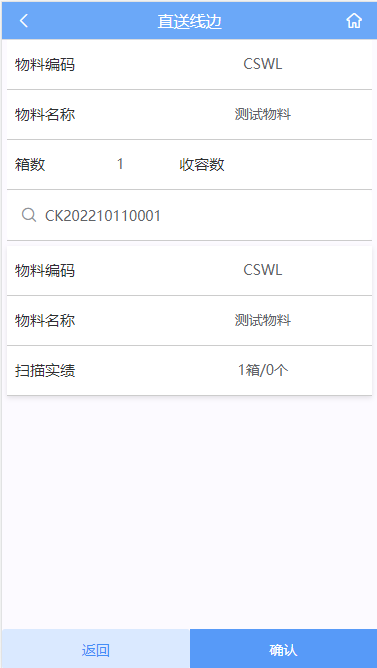 直送线边
物料编码 CSWL
物料名称 测试物料
箱数 1 收容数
CK202210110001
物料编码 CSWL
物料名称 测试物料
扫描实绩 1箱/0个
返回 确认